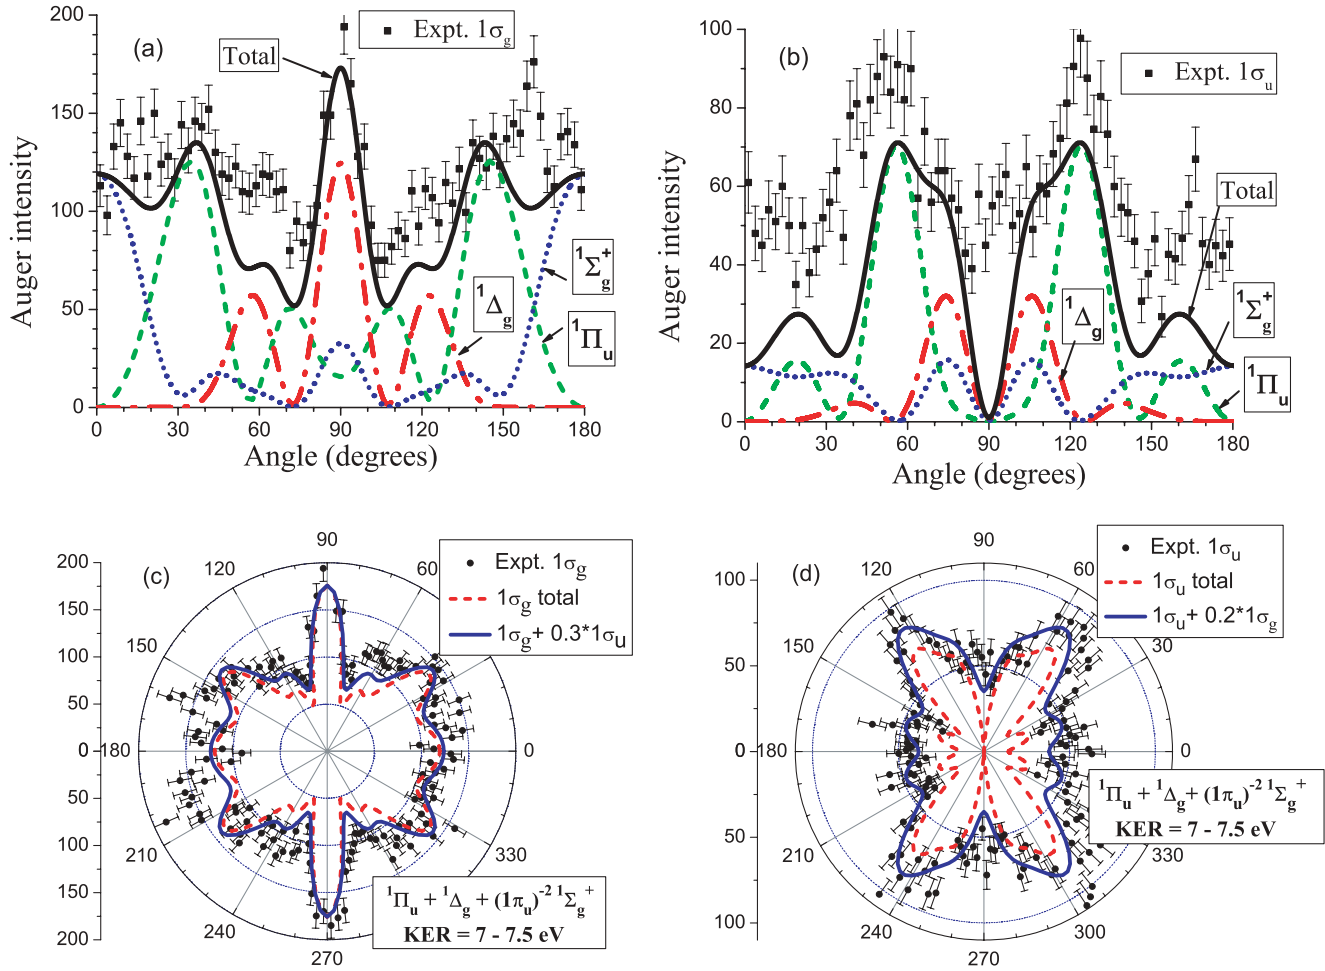 (a)
Expt. 1σg
Total
Auger intensity
200
150
100
50
0
¹Σg⁺
¹Δg
¹Πu
0 30 60 90 120 150 180
Angle (degrees)
(b)
Expt. 1σu
Total
Auger intensity
100
80
60
40
20
0
¹Σg⁺
¹Δg
¹Πu
0 30 60 90 120 150 180
Angle (degrees)
(c)
Expt. 1σg
1σg total
1σg+ 0.3*1σu
200
150
100
50
0
50
100
150
200
90
120 60
150
180 0
210 330
240
270
¹Πu + ¹Δg + (1πu)⁻² ¹Σg⁺
KER = 7 - 7.5 eV
(d)
Expt. 1σu
1σu total
1σu+ 0.2*1σg
100
50
0
50
100
90
120 60
150 30
180 0
210 330
240 300
270
¹Πu + ¹Δg + (1πu)⁻² ¹Σg⁺
KER = 7 - 7.5 eV